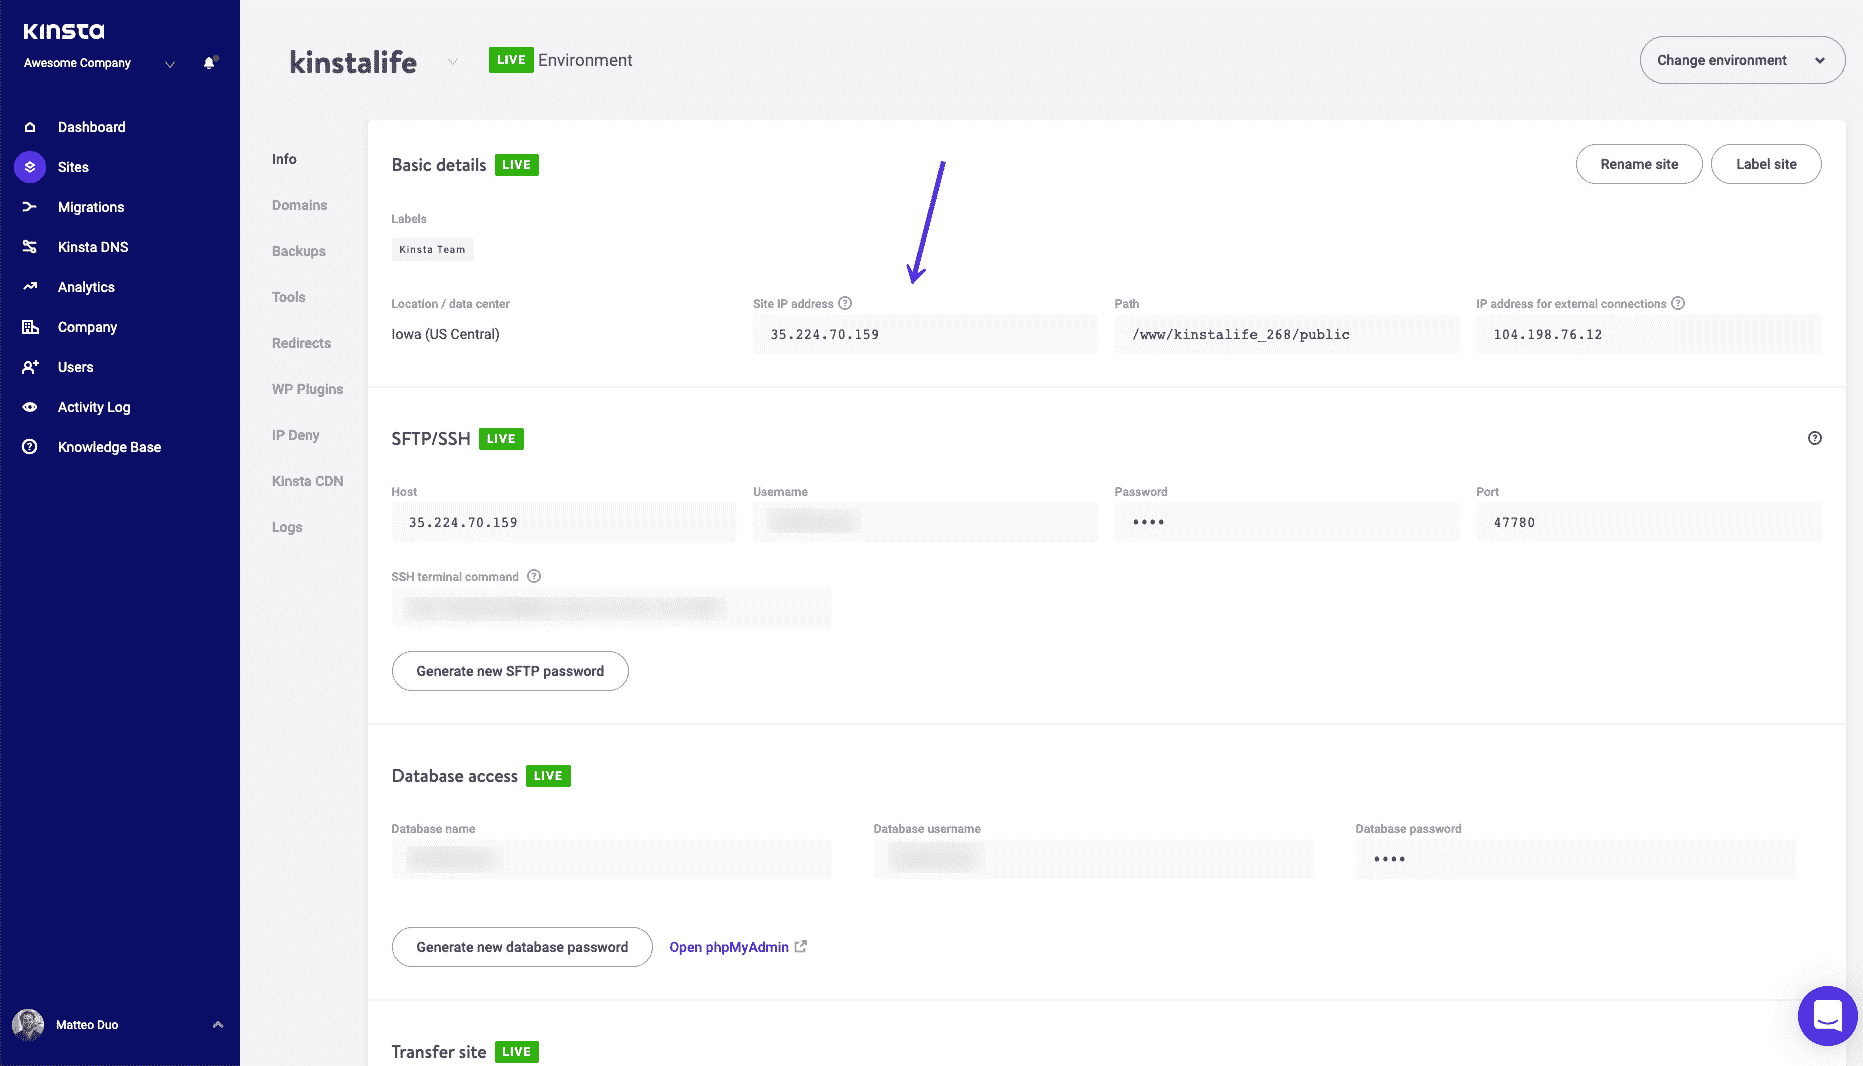 Kinsta
Awesome Company
Dashboard
Sites
Migrations
Kinsta DNS
Analytics
Company
Users
Activity Log
Knowledge Base
Matteo Duo
kinstalife
LIVE Environment
Change environment
Info
Domains
Backups
Tools
Redirects
WP Plugins
IP Deny
Kinsta CDN
Logs
Basic details LIVE
Rename site
Label site
Labels
Kinsta Team
Location / data center
Iowa (US Central)
Site IP address
35.224.70.159
Path
/www/kinstalife_268/public
IP address for external connections
104.198.76.12
SFTP/SSH LIVE
Host
35.224.70.159
Username
Password
••••
Port
47780
SSH terminal command
Generate new SFTP password
Database access LIVE
Database name
Database username
Database password
••••
Generate new database password
Open phpMyAdmin
Transfer site LIVE